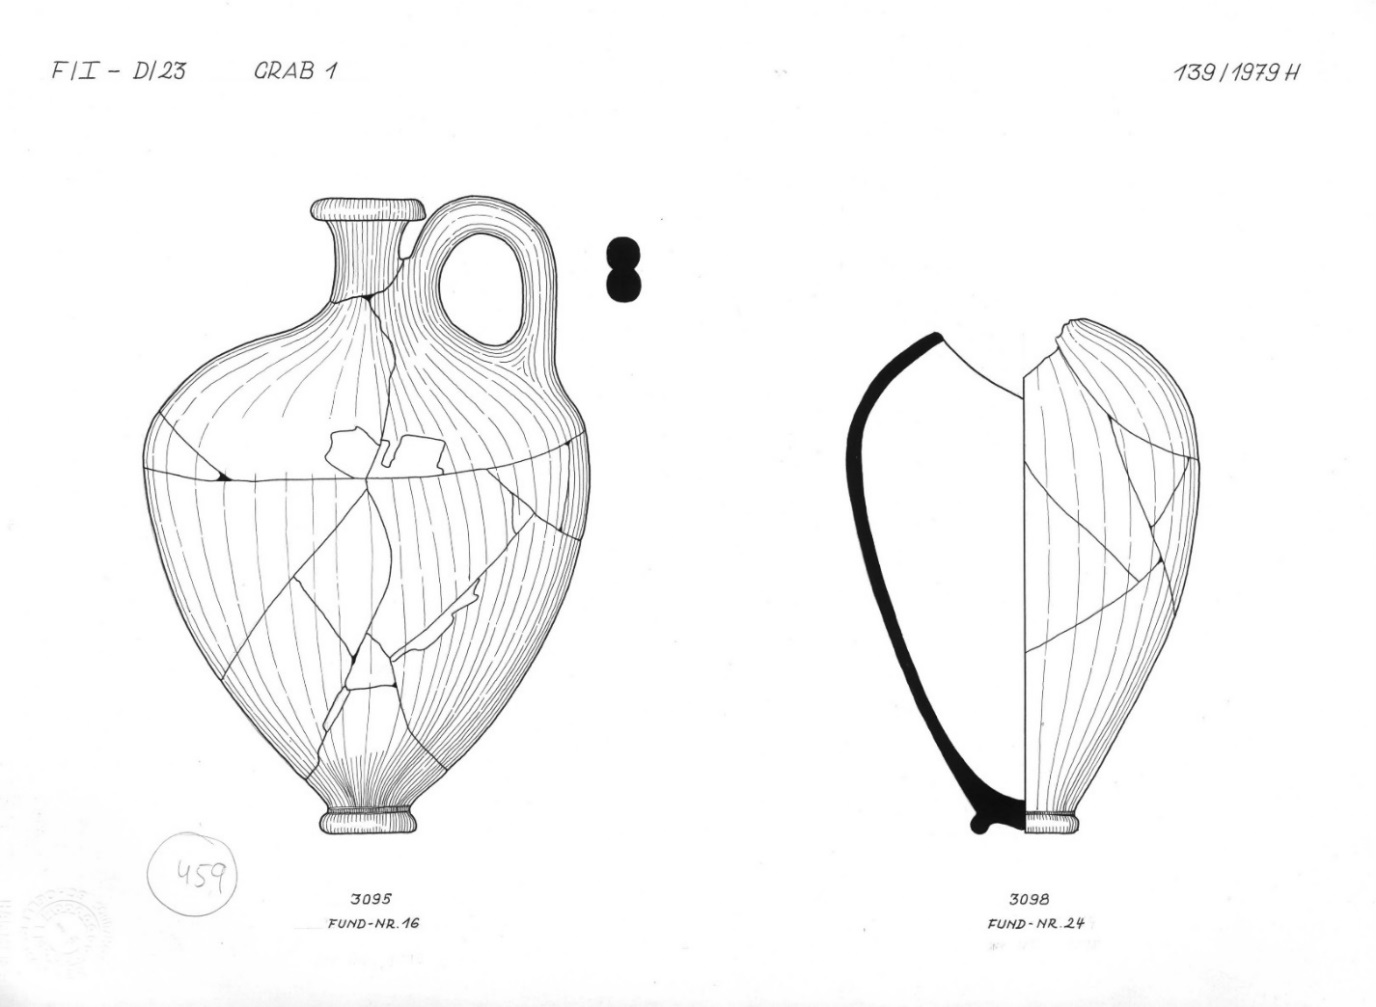 F/I - D/23 GRAB 1
139/1979 H
459
3095
FUND-NR. 16
3098
FUND-NR. 24